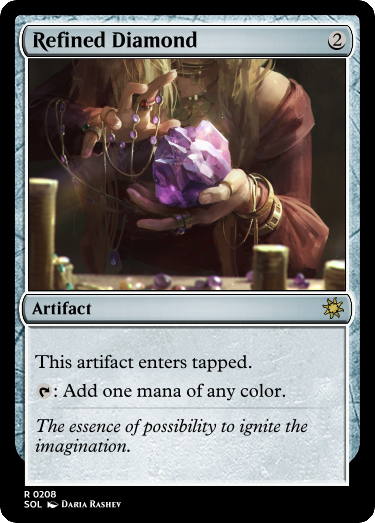 Refined Diamond 2
Artifact
This artifact enters tapped.
: Add one mana of any color.
The essence of possibility to ignite the
imagination.
R 0208
SOL Daria Rashev